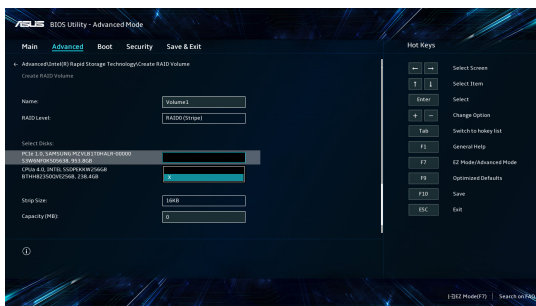 ASUS BIOS Utility - Advanced Mode
Main Advanced Boot Security Save & Exit
Hot Keys
← Advanced\Intel(R) Rapid Storage Technology\Create RAID Volume
Create RAID Volume
Name: Volume1
RAID Level: RAID0 (Stripe)
Select Disks:
PCIe 1.0, SAMSUNG MZVLB1T0HALR-00000
S3W6NF0K505638, 953.8GB
CPUa 4.0, INTEL SSDPEKKW256G8
BTHH82350QVE256B, 238.4GB
X
Strip Size: 16KB
Capacity (MB): 0
← → Select Screen
↑ ↓ Select Item
Enter Select
+ - Change Option
Tab Switch to hokey list
F1 General Help
F7 EZ Mode/Advanced Mode
F9 Optimized Defaults
F10 Save
ESC Exit
EZ Mode(F7) | Search on FAQ